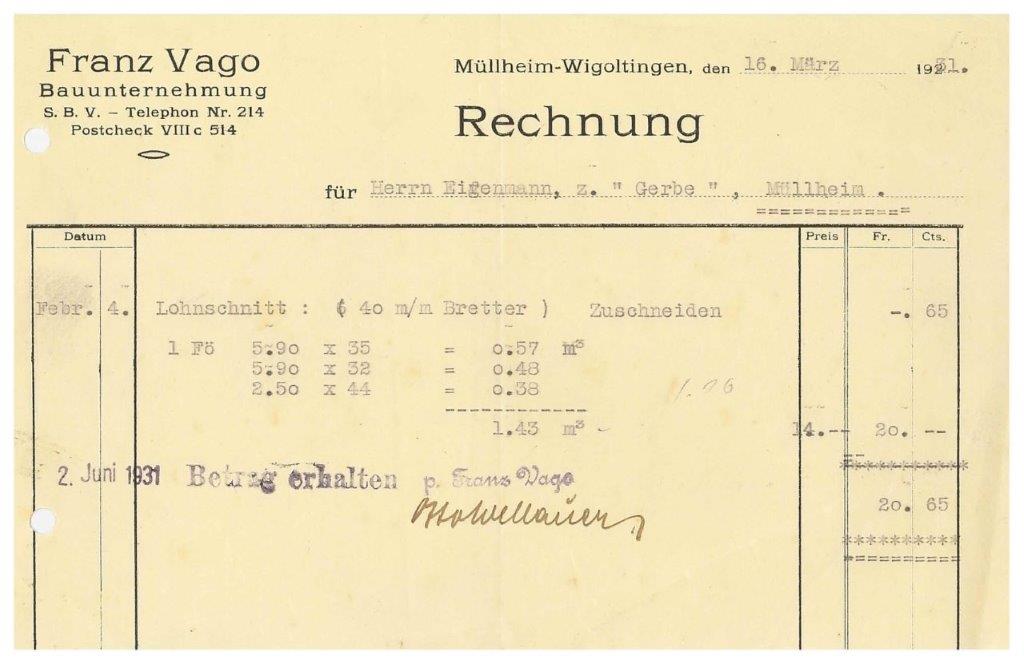 Franz Vago
Bauunternehmung
S. B. V. – Telephon Nr. 214
Postcheck VIIIc 514
Müllheim-Wigoltingen, den 16. März 1931.
Rechnung
für Herrn Eigenmann, z. " Gerbe " , Müllheim .
============
Datum Preis Fr. Cts.
Febr. 4. Lohnschnitt : ( 40 m/m Bretter ) Zuschneiden -. 65
1 Fö 5.90 x 35 = 0.57 m³
5.90 x 32 = 0.48
2.50 x 44 = 0.38
------------
1.43 m³ 14.-- 20. --
2. Juni 1931 Betrag erhalten p. Franz Vago
20. 65
**********
==========